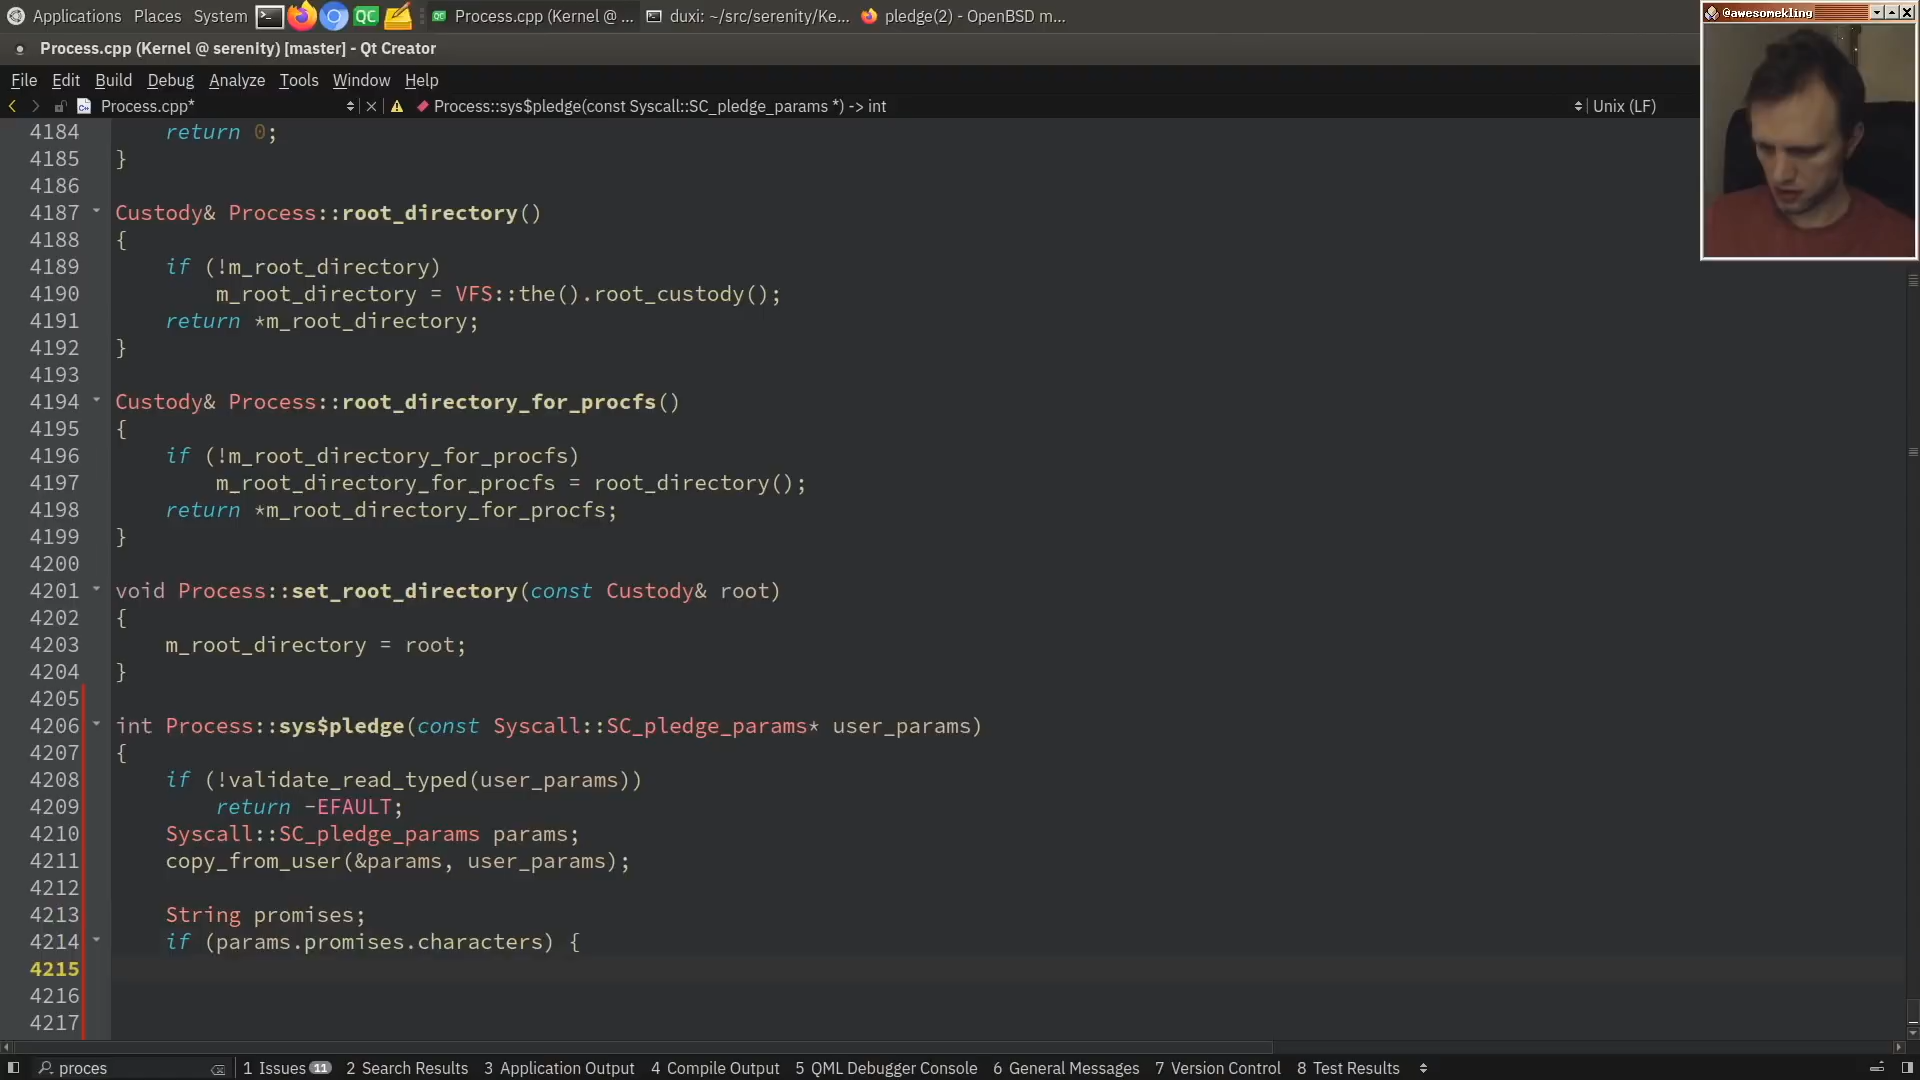 Applications Places System QC Process.cpp (Kernel @ ... duxi: ~/src/serenity/Ke... pledge(2) - OpenBSD m...
@awesomekling
Process.cpp (Kernel @ serenity) [master] - Qt Creator
File Edit Build Debug Analyze Tools Window Help
Process.cpp* Process::sys$pledge(const Syscall::SC_pledge_params *) -> int Unix (LF)
4184 return 0;
4185 }
4186
4187 Custody& Process::root_directory()
4188 {
4189 if (!m_root_directory)
4190 m_root_directory = VFS::the().root_custody();
4191 return *m_root_directory;
4192 }
4193
4194 Custody& Process::root_directory_for_procfs()
4195 {
4196 if (!m_root_directory_for_procfs)
4197 m_root_directory_for_procfs = root_directory();
4198 return *m_root_directory_for_procfs;
4199 }
4200
4201 void Process::set_root_directory(const Custody& root)
4202 {
4203 m_root_directory = root;
4204 }
4205
4206 int Process::sys$pledge(const Syscall::SC_pledge_params* user_params)
4207 {
4208 if (!validate_read_typed(user_params))
4209 return -EFAULT;
4210 Syscall::SC_pledge_params params;
4211 copy_from_user(&params, user_params);
4212
4213 String promises;
4214 if (params.promises.characters) {
4215
4216
4217
proces 1 Issues 11 2 Search Results 3 Application Output 4 Compile Output 5 QML Debugger Console 6 General Messages 7 Version Control 8 Test Results